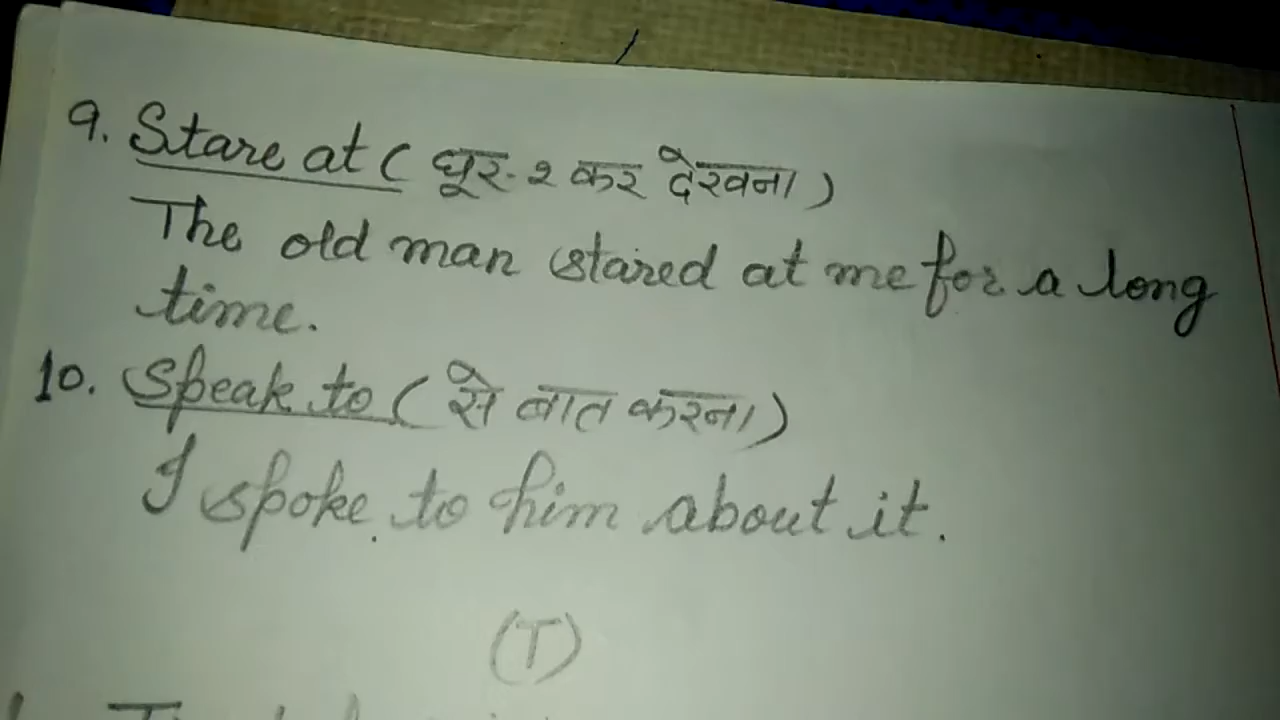 9. Stare at ( घूर-२ कर देखना )
The old man stared at me for a long
time.
10. Speak to ( से बात करना )
I spoke to him about it.
(T)